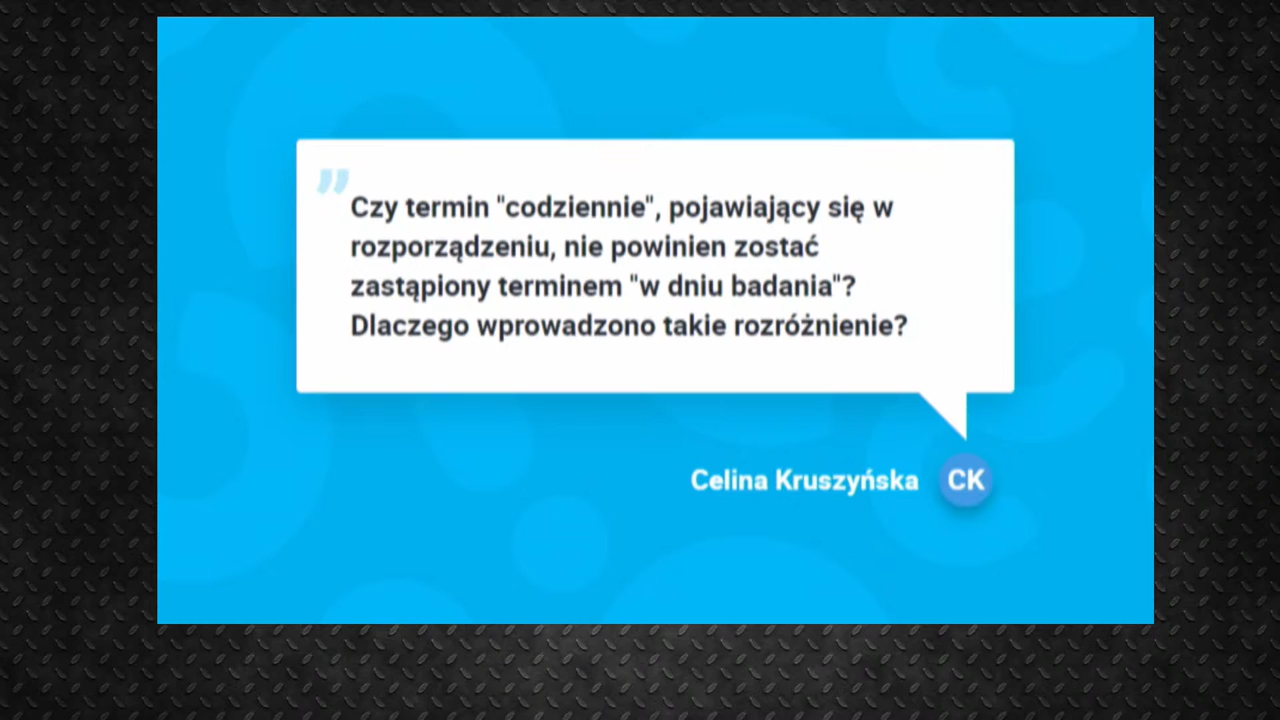 "
Czy termin "codziennie", pojawiający się w
rozporządzeniu, nie powinien zostać
zastąpiony terminem "w dniu badania"?
Dlaczego wprowadzono takie rozróżnienie?
Celina Kruszyńska CK